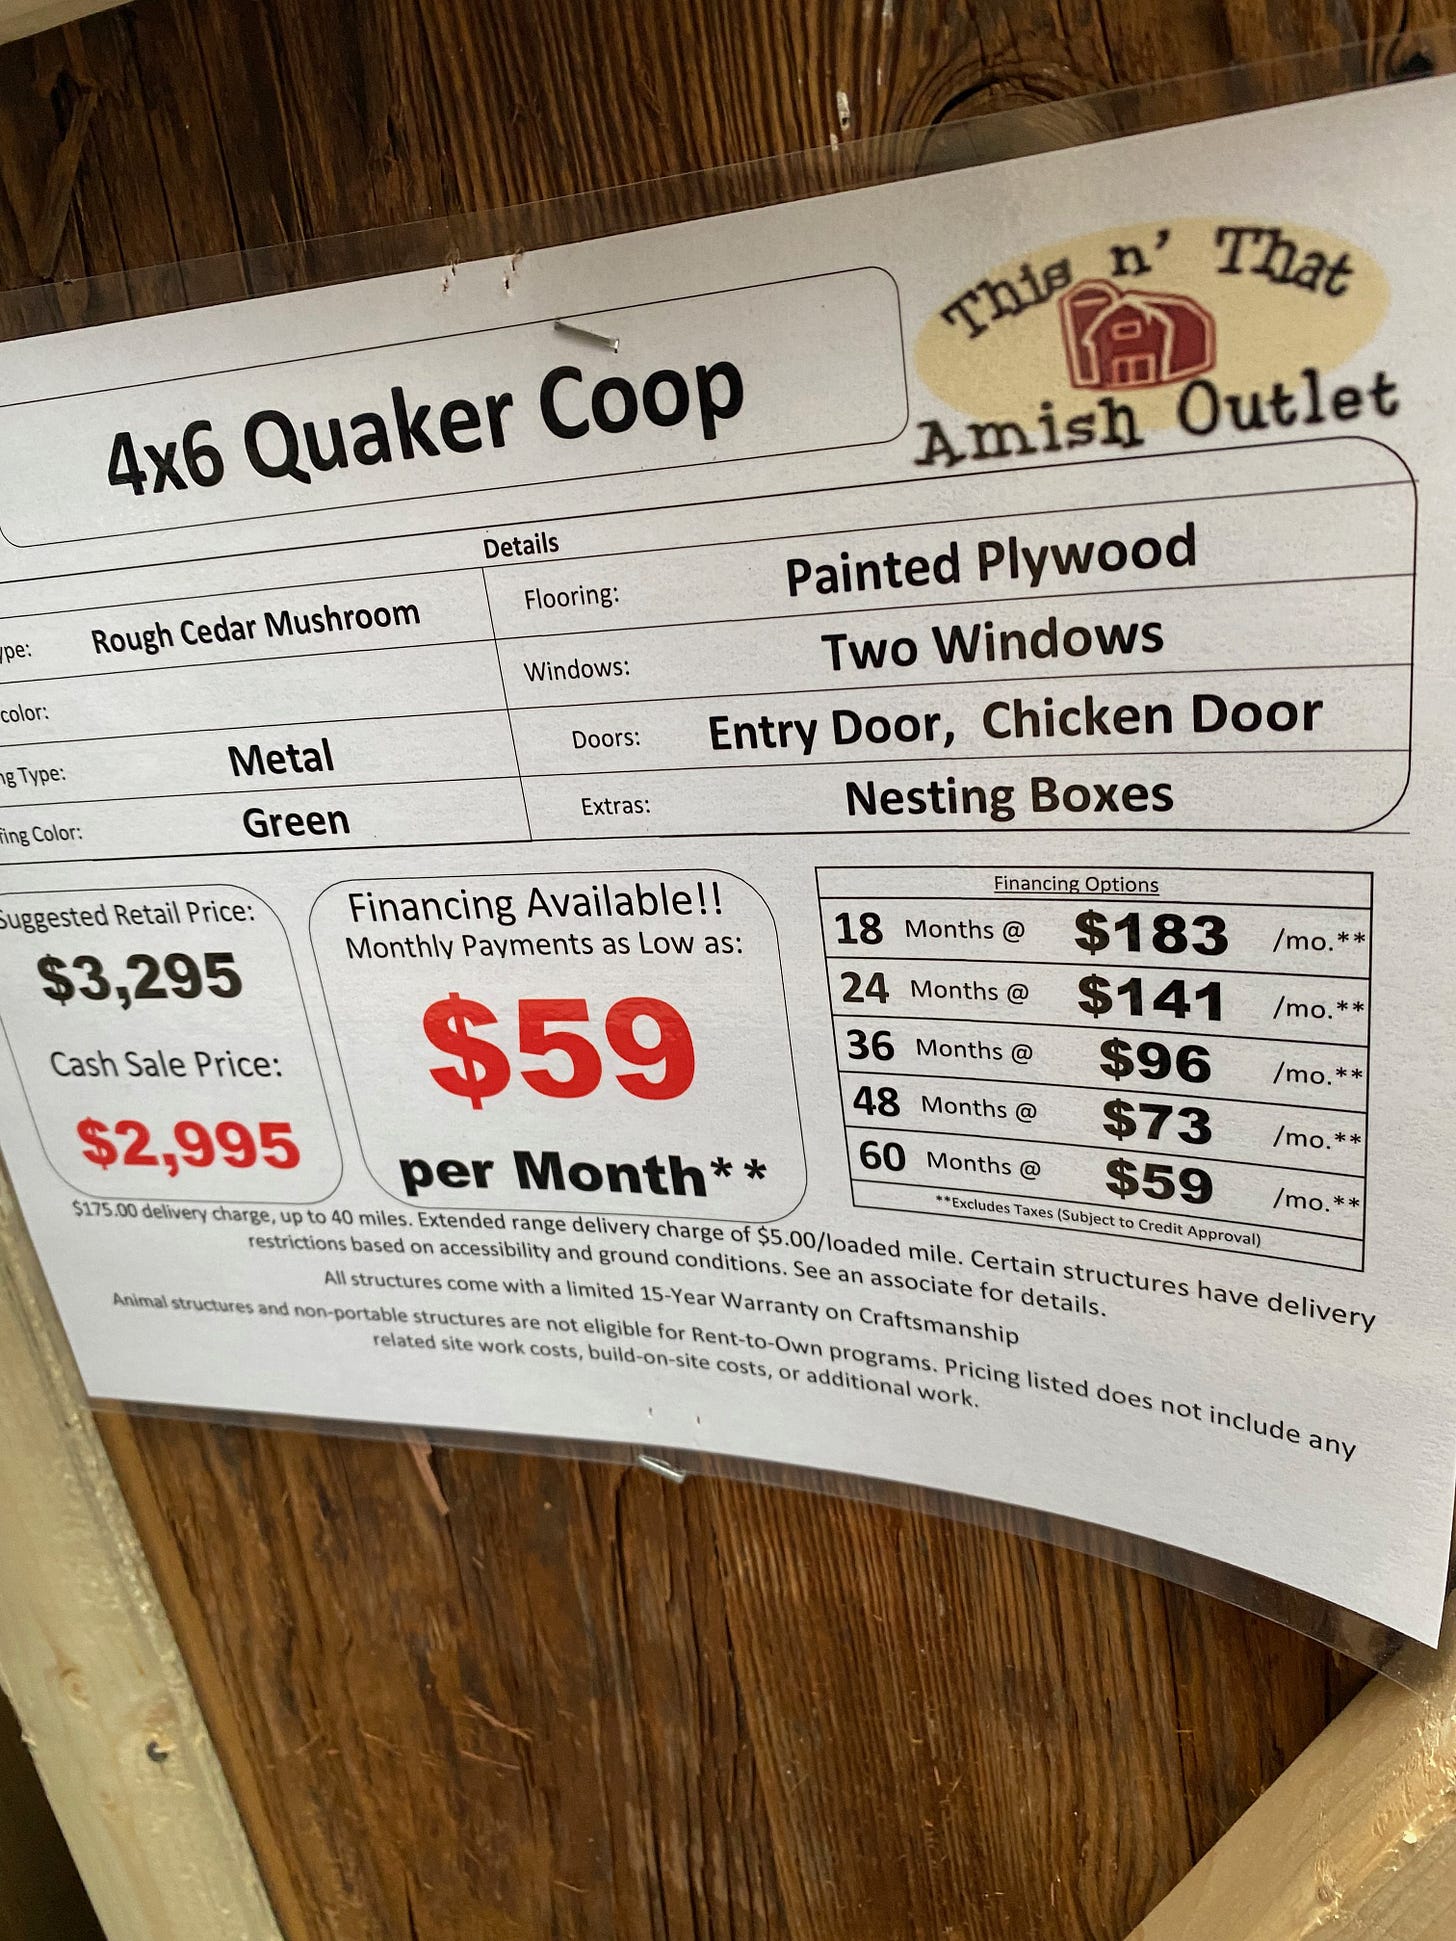 This n' That
Amish Outlet
4x6 Quaker Coop
Details
ype: Rough Cedar Mushroom
color:
ng Type: Metal
fing Color: Green
Flooring: Painted Plywood
Windows: Two Windows
Doors: Entry Door, Chicken Door
Extras: Nesting Boxes
Suggested Retail Price:
$3,295
Cash Sale Price:
$2,995
Financing Available!!
Monthly Payments as Low as:
$59
per Month**
Financing Options
18 Months @ $183 /mo.**
24 Months @ $141 /mo.**
36 Months @ $96 /mo.**
48 Months @ $73 /mo.**
60 Months @ $59 /mo.**
**Excludes Taxes (Subject to Credit Approval)
$175.00 delivery charge, up to 40 miles. Extended range delivery charge of $5.00/loaded mile. Certain structures have delivery
restrictions based on accessibility and ground conditions. See an associate for details.
All structures come with a limited 15-Year Warranty on Craftsmanship
Animal structures and non-portable structures are not eligible for Rent-to-Own programs. Pricing listed does not include any
related site work costs, build-on-site costs, or additional work.